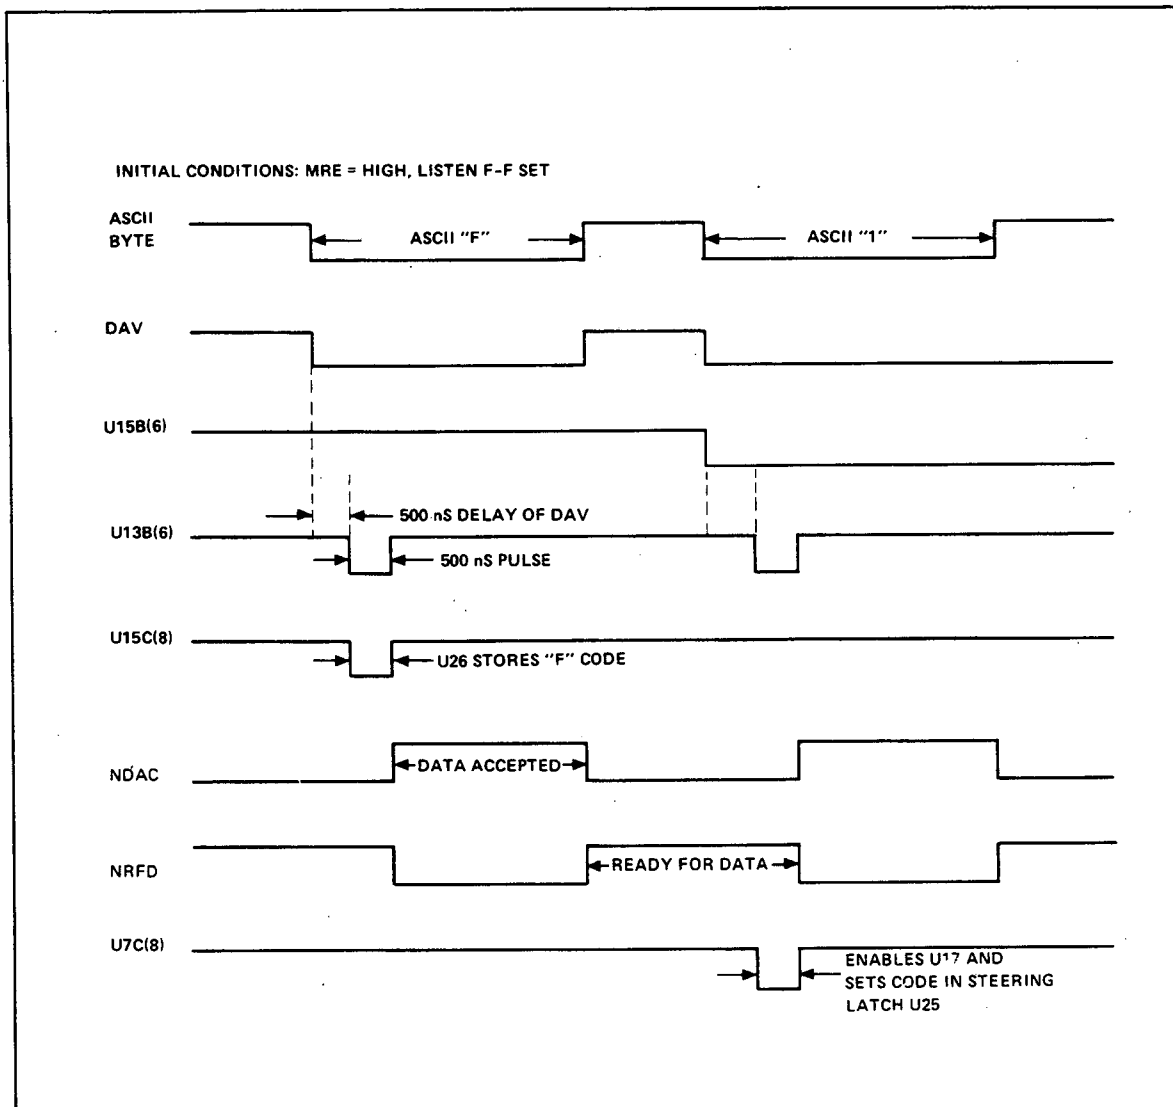 INITIAL CONDITIONS: MRE = HIGH, LISTEN F-F SET
ASCII
BYTE
ASCII "F"
ASCII "1"
DAV
U15B(6)
500 nS DELAY OF DAV
U13B(6)
500 nS PULSE
U15C(8)
U26 STORES "F" CODE
NDAC
DATA ACCEPTED
NRFD
READY FOR DATA
U7C(8)
ENABLES U17 AND
SETS CODE IN STEERING
LATCH U25